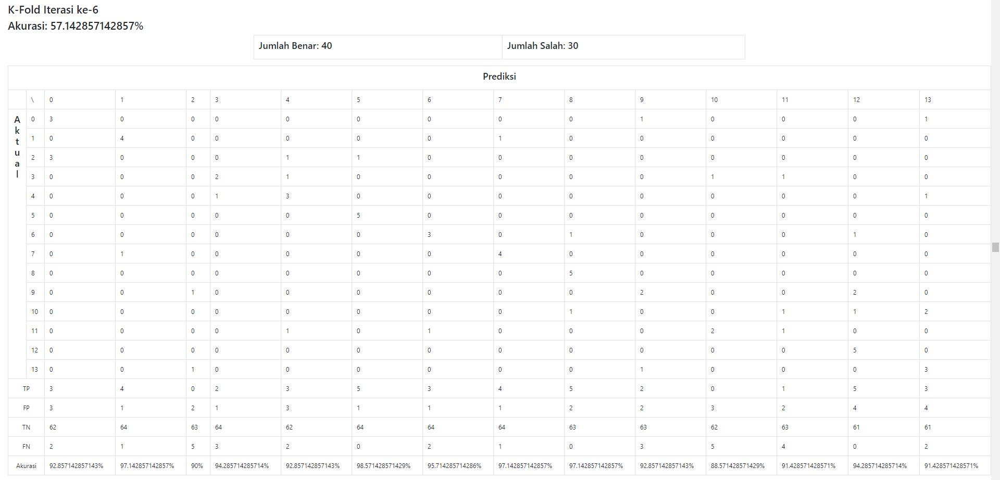 K-Fold Iterasi ke-6
Akurasi: 57.142857142857%
Jumlah Benar: 40 Jumlah Salah: 30
Prediksi
\ 0 1 2 3 4 5 6 7 8 9 10 11 12 13
Aktual
0 3 0 0 0 0 0 0 0 0 1 0 0 0 1
1 0 4 0 0 0 0 0 1 0 0 0 0 0 0
2 3 0 0 0 1 1 0 0 0 0 0 0 0 0
3 0 0 0 2 1 0 0 0 0 0 1 1 0 0
4 0 0 0 1 3 0 0 0 0 0 0 0 0 1
5 0 0 0 0 0 5 0 0 0 0 0 0 0 0
6 0 0 0 0 0 0 3 0 1 0 0 0 1 0
7 0 1 0 0 0 0 0 4 0 0 0 0 0 0
8 0 0 0 0 0 0 0 0 5 0 0 0 0 0
9 0 0 1 0 0 0 0 0 0 2 0 0 2 0
10 0 0 0 0 0 0 0 0 1 0 0 1 1 2
11 0 0 0 0 1 0 1 0 0 0 2 1 0 0
12 0 0 0 0 0 0 0 0 0 0 0 0 5 0
13 0 0 1 0 0 0 0 0 0 1 0 0 0 3
TP 3 4 0 2 3 5 3 4 5 2 0 1 5 3
FP 3 1 2 1 3 1 1 1 2 2 3 2 4 4
TN 62 64 63 64 62 64 64 64 63 63 62 63 61 61
FN 2 1 5 3 2 0 2 1 0 3 5 4 0 2
Akurasi 92.857142857143% 97.142857142857% 90% 94.285714285714% 92.857142857143% 98.571428571429% 95.714285714286% 97.142857142857% 97.142857142857% 92.857142857143% 88.571428571429% 91.428571428571% 94.285714285714% 91.428571428571%